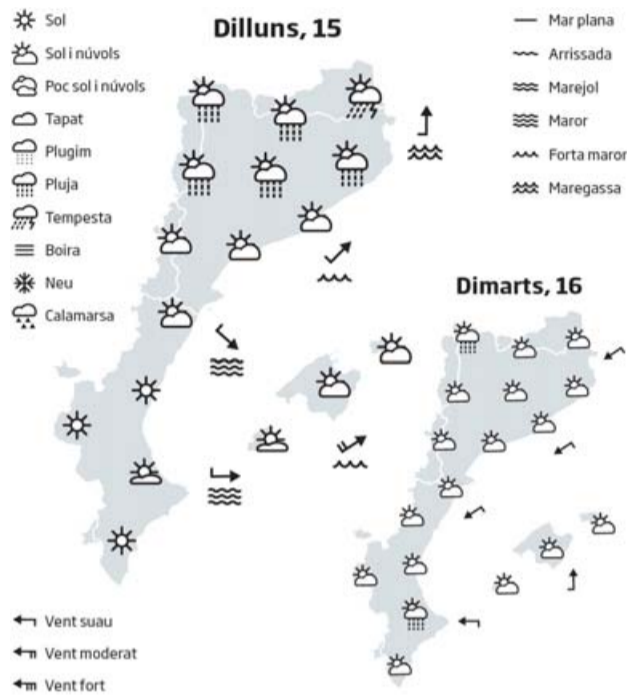 Sol
Sol i núvols
Poc sol i núvols
Tapat
Plugim
Pluja
Tempesta
Boira
Neu
Calamarsa
Dilluns, 15
Mar plana
Arrissada
Marejol
Maror
Forta maror
Maregassa
Dimarts, 16
Vent suau
Vent moderat
Vent fort